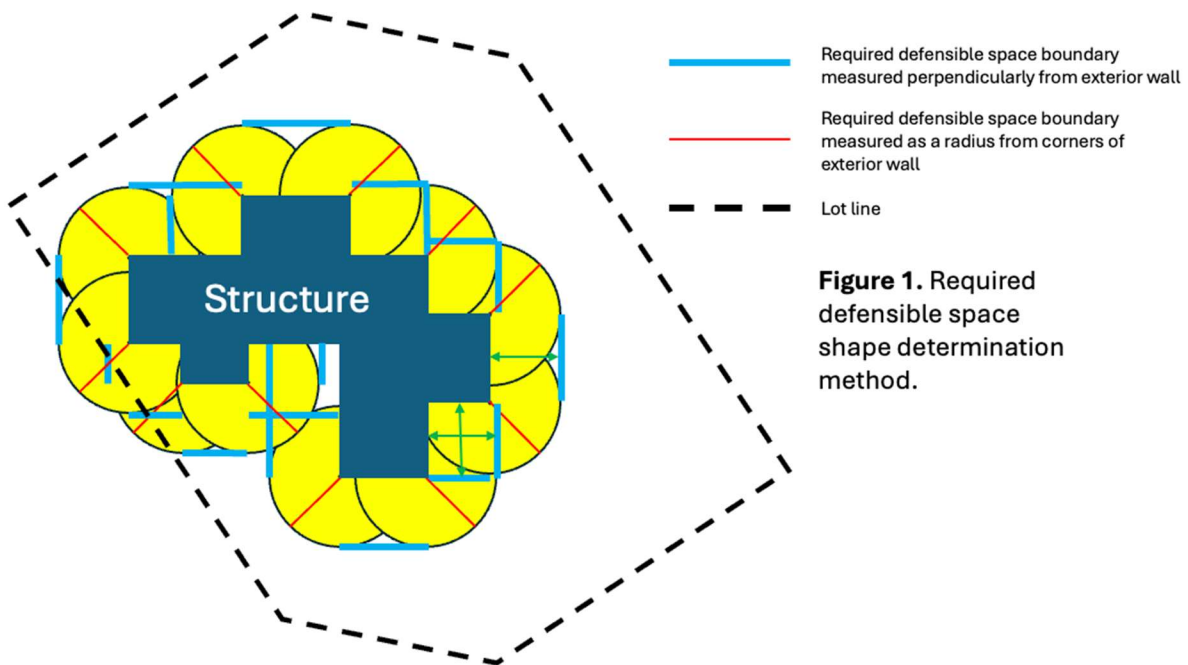 Required defensible space boundary
measured perpendicularly from exterior wall
Required defensible space boundary
measured as a radius from corners of
exterior wall
Lot line
Structure
Figure 1. Required
defensible space
shape determination
method.